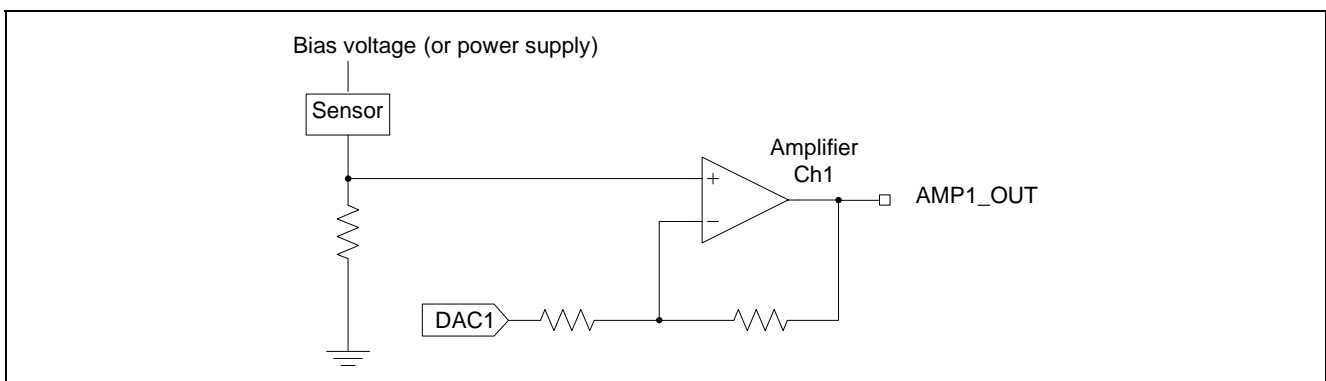 Bias voltage (or power supply)
Sensor
Amplifier
Ch1
+
−
AMP1_OUT
DAC1